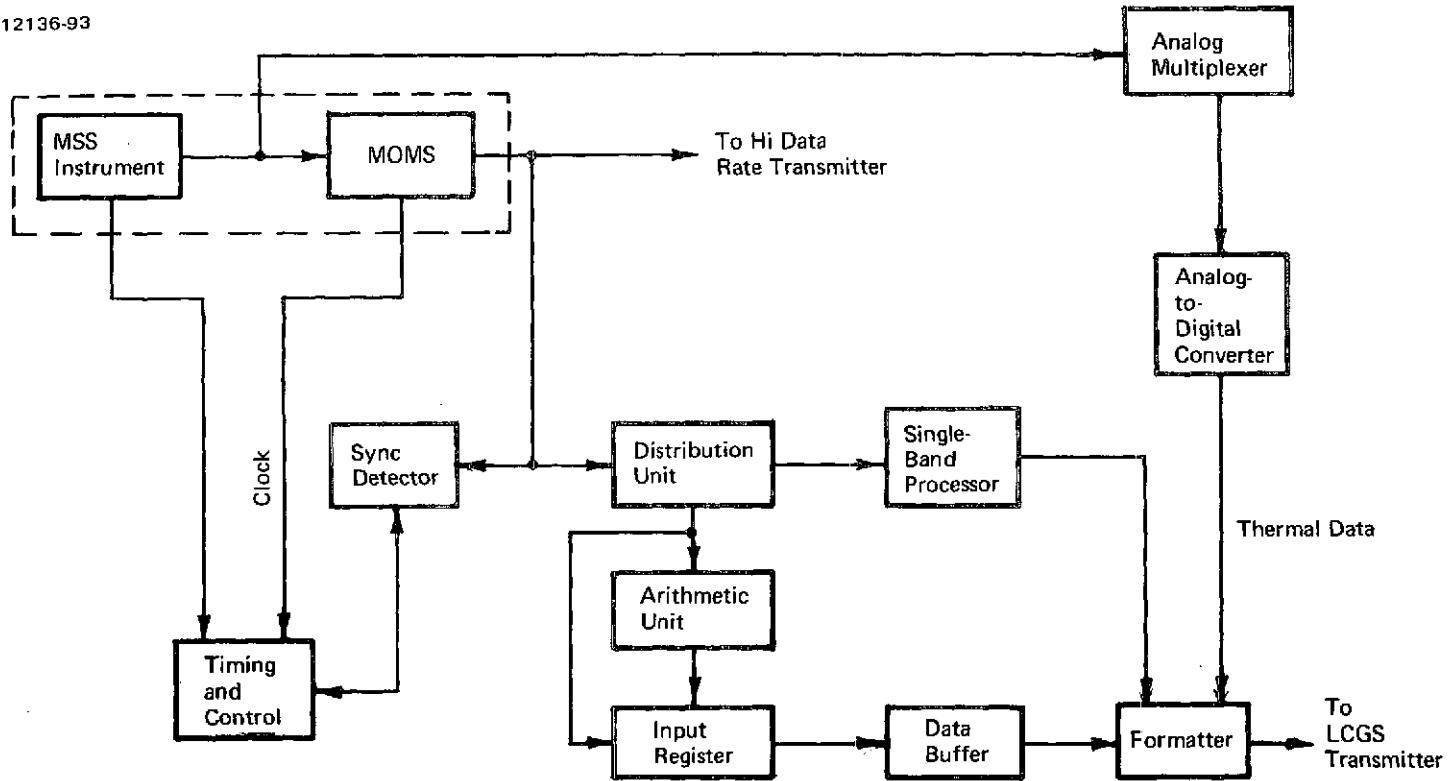 12136-93
Analog
Multiplexer
MSS
Instrument
MOMS
To Hi Data
Rate Transmitter
Analog-
to-
Digital
Converter
Clock
Sync
Detector
Distribution
Unit
Single-
Band
Processor
Thermal Data
Arithmetic
Unit
Timing
and
Control
Input
Register
Data
Buffer
Formatter
To
LCGS
Transmitter